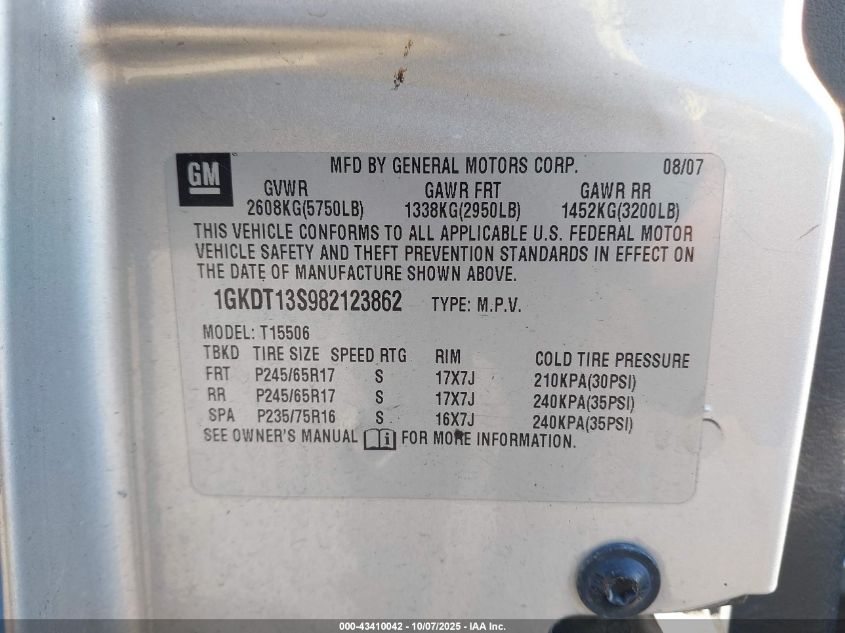 GM MFD BY GENERAL MOTORS CORP. 08/07
GVWR GAWR FRT GAWR RR
2608KG(5750LB) 1338KG(2950LB) 1452KG(3200LB)
THIS VEHICLE CONFORMS TO ALL APPLICABLE U.S. FEDERAL MOTOR
VEHICLE SAFETY AND THEFT PREVENTION STANDARDS IN EFFECT ON
THE DATE OF MANUFACTURE SHOWN ABOVE.
1GKDT13S982123862 TYPE: M.P.V.
MODEL: T15506
TBKD TIRE SIZE SPEED RTG RIM COLD TIRE PRESSURE
FRT P245/65R17 S 17X7J 210KPA(30PSI)
RR P245/65R17 S 17X7J 240KPA(35PSI)
SPA P235/75R16 S 16X7J 240KPA(35PSI)
SEE OWNER'S MANUAL FOR MORE INFORMATION.
000-43410042 - 10/07/2025 - IAA Inc.